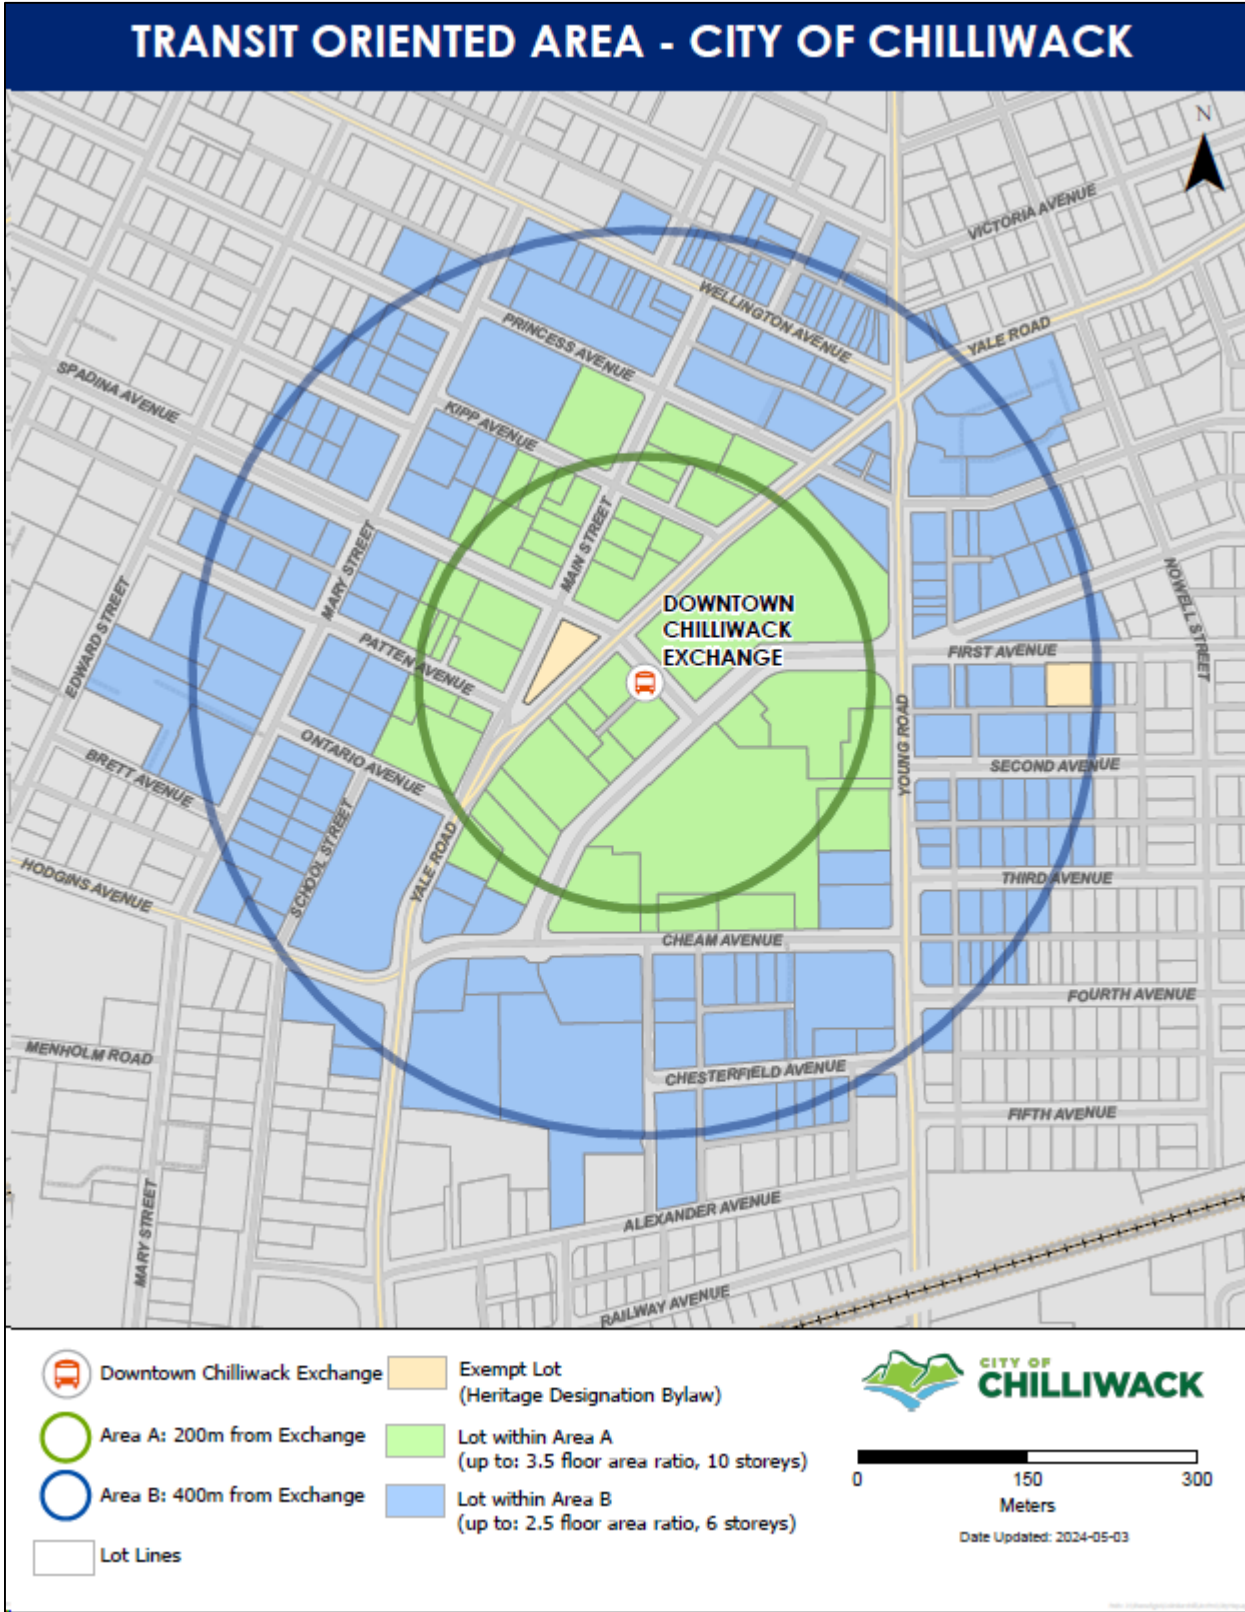 TRANSIT ORIENTED AREA - CITY OF CHILLIWACK
N
VICTORIA AVENUE
WELLINGTON AVENUE
YALE ROAD
PRINCESS AVENUE
SPADINA AVENUE
KIPP AVENUE
MAIN STREET
MARY STREET
NOWELL STREET
EDWARD STREET
DOWNTOWN
CHILLIWACK
EXCHANGE
PATTEN AVENUE
FIRST AVENUE
YOUNG ROAD
ONTARIO AVENUE
BRETT AVENUE
SECOND AVENUE
SCHOOL STREET
YALE ROAD
HODGINS AVENUE
THIRD AVENUE
CHEAM AVENUE
FOURTH AVENUE
MENHOLM ROAD
CHESTERFIELD AVENUE
FIFTH AVENUE
MARY STREET
ALEXANDER AVENUE
RAILWAY AVENUE
Downtown Chilliwack Exchange
Area A: 200m from Exchange
Area B: 400m from Exchange
Lot Lines
Exempt Lot
(Heritage Designation Bylaw)
Lot within Area A
(up to: 3.5 floor area ratio, 10 storeys)
Lot within Area B
(up to: 2.5 floor area ratio, 6 storeys)
CITY OF
CHILLIWACK
0 150 300
Meters
Date Updated: 2024-05-03